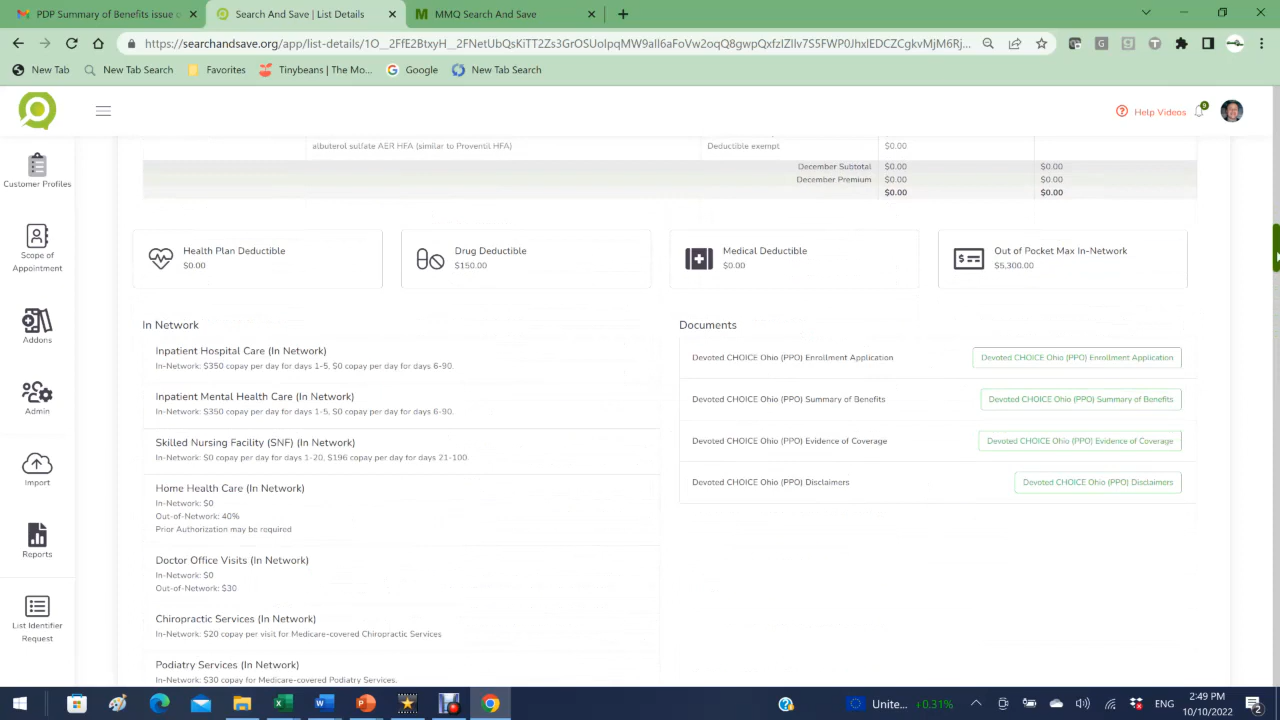 PDP Summary of Benefits issue c
Search And Save | List Details
MMQ Search And Save
New Tab
New Tab Search
Favorites
Tinybeans | The Mo...
Google
New Tab Search
Help Videos
0
albuterol sulfate AER HFA (similar to Proventil HFA)
Deductible exempt
$0.00
December Subtotal
$0.00
$0.00
December Premium
$0.00
$0.00
$0.00
$0.00
Customer Profiles
Scope of
Appointment
Addons
Admin
Import
Reports
List Identifier
Request
Health Plan Deductible
$0.00
Drug Deductible
$150.00
Medical Deductible
$0.00
Out of Pocket Max In-Network
$5,300.00
In Network
Inpatient Hospital Care (In Network)
In-Network: $350 copay per day for days 1-5, $0 copay per day for days 6-90.
Inpatient Mental Health Care (In Network)
In-Network: $350 copay per day for days 1-5, $0 copay per day for days 6-90.
Skilled Nursing Facility (SNF) (In Network)
In-Network: $0 copay per day for days 1-20, $196 copay per day for days 21-100.
Home Health Care (In Network)
In-Network: $0
Out-of-Network: 40%
Prior Authorization may be required
Doctor Office Visits (In Network)
In-Network: $0
Out-of-Network: $30
Chiropractic Services (In Network)
In-Network: $20 copay per visit for Medicare-covered Chiropractic Services
Podiatry Services (In Network)
In-Network: $30 copay for Medicare-covered Podiatry Services.
Documents
Devoted CHOICE Ohio (PPO) Enrollment Application
Devoted CHOICE Ohio (PPO) Enrollment Application
Devoted CHOICE Ohio (PPO) Summary of Benefits
Devoted CHOICE Ohio (PPO) Summary of Benefits
Devoted CHOICE Ohio (PPO) Evidence of Coverage
Devoted CHOICE Ohio (PPO) Evidence of Coverage
Devoted CHOICE Ohio (PPO) Disclaimers
Devoted CHOICE Ohio (PPO) Disclaimers
Unite... +0.31%
ENG
2:49 PM
10/10/2022
2